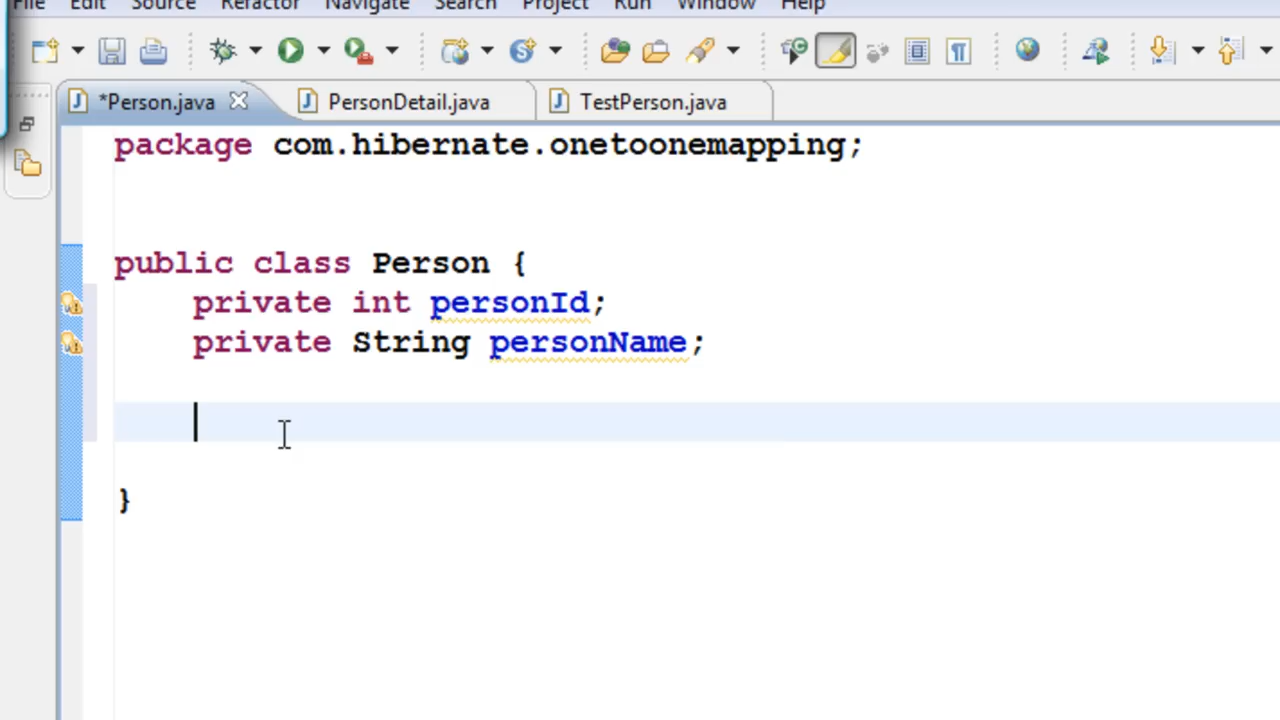 File Edit Source Refactor Navigate Search Project Run Window Help
*Person.java PersonDetail.java TestPerson.java
package com.hibernate.onetoonemapping;
public class Person {
private int personId;
private String personName;
}